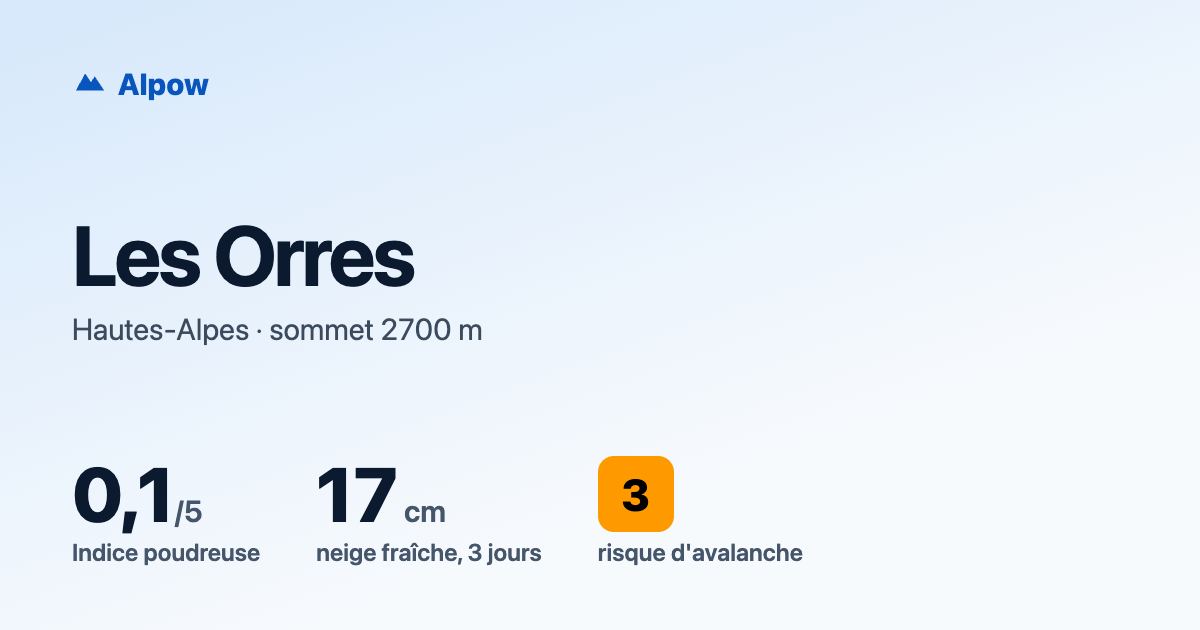 Alpow
Les Orres
Hautes-Alpes · sommet 2700 m
0,1/5
Indice poudreuse
17 cm
neige fraîche, 3 jours
3
risque d'avalanche